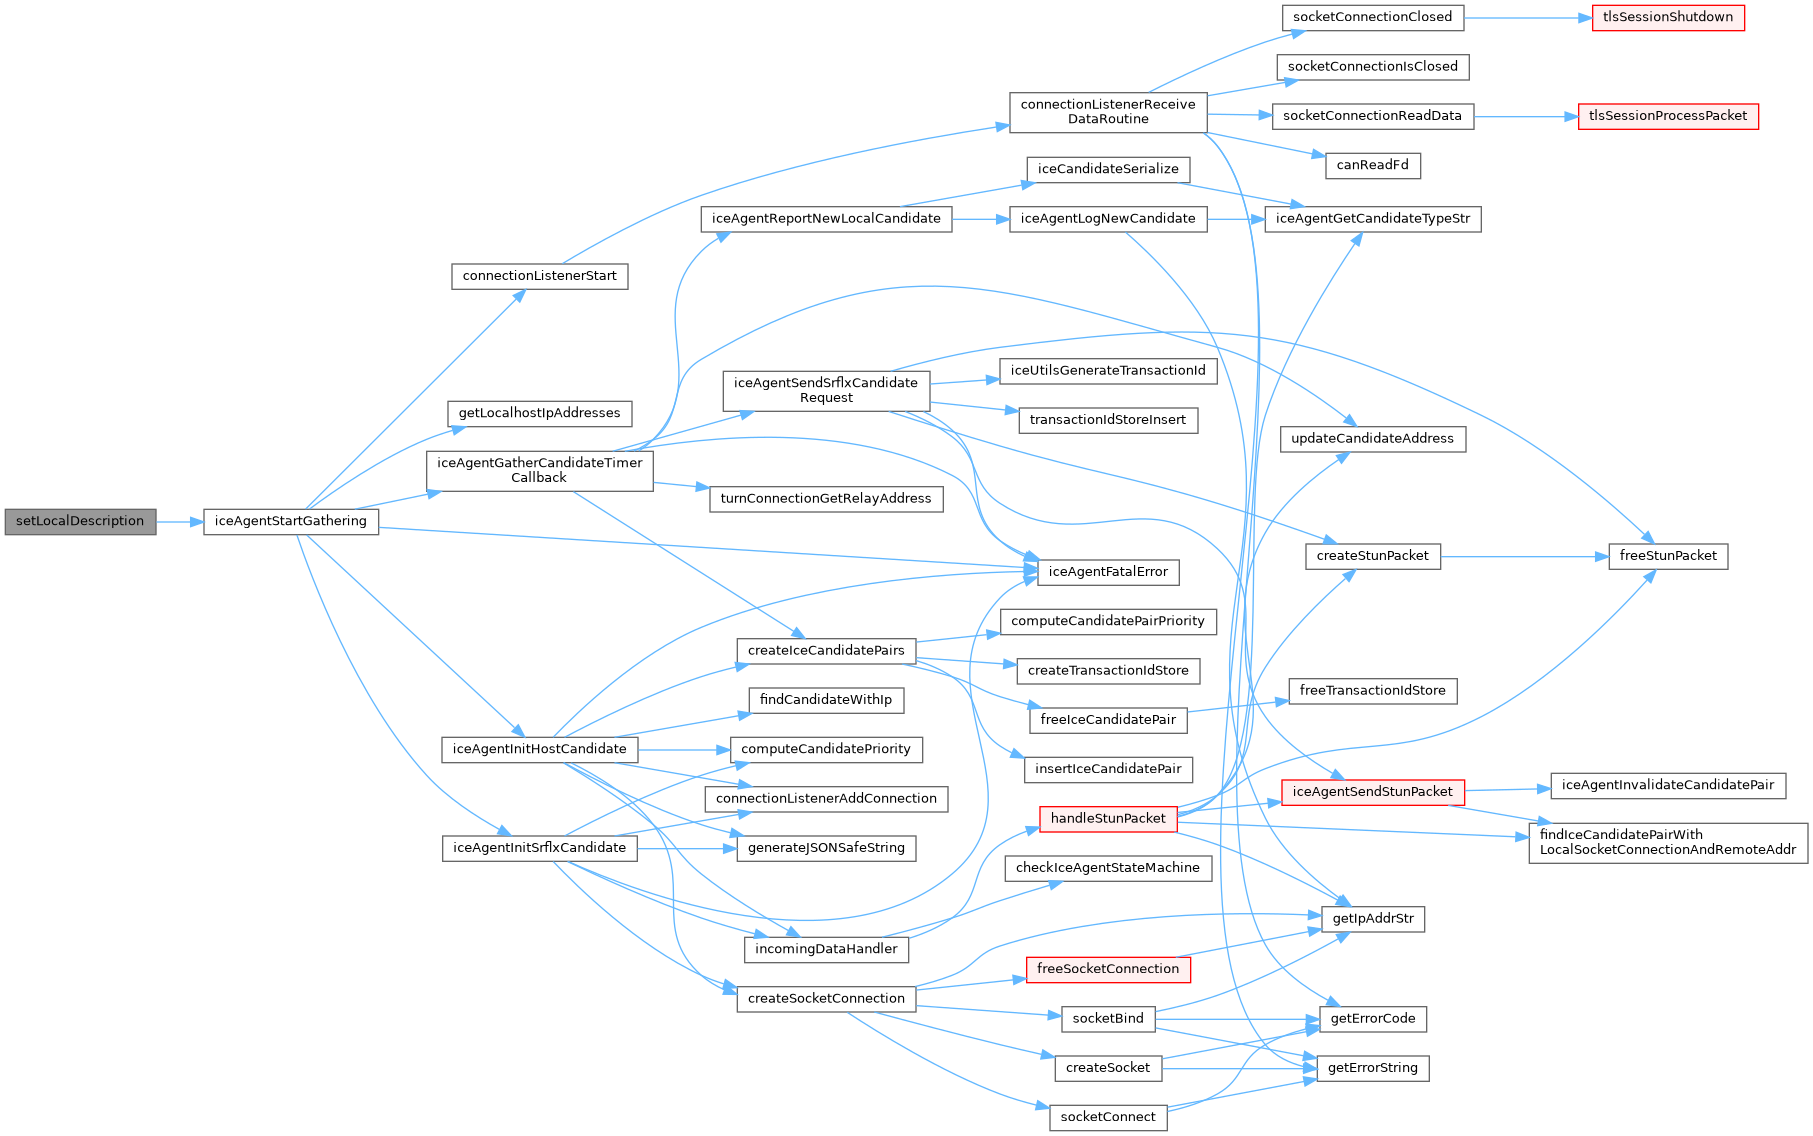 setLocalDescription
iceAgentStartGathering
connectionListenerStart
getLocalhostIpAddresses
iceAgentGatherCandidateTimer
Callback
iceAgentInitHostCandidate
iceAgentInitSrflxCandidate
iceAgentReportNewLocalCandidate
iceAgentSendSrflxCandidate
Request
turnConnectionGetRelayAddress
createIceCandidatePairs
findCandidateWithIp
computeCandidatePriority
connectionListenerAddConnection
generateJSONSafeString
incomingDataHandler
createSocketConnection
connectionListenerReceive
DataRoutine
iceCandidateSerialize
iceAgentLogNewCandidate
iceUtilsGenerateTransactionId
transactionIdStoreInsert
iceAgentFatalError
computeCandidatePairPriority
createTransactionIdStore
freeIceCandidatePair
insertIceCandidatePair
handleStunPacket
checkIceAgentStateMachine
freeSocketConnection
socketBind
createSocket
socketConnect
socketConnectionClosed
socketConnectionIsClosed
socketConnectionReadData
canReadFd
iceAgentGetCandidateTypeStr
updateCandidateAddress
createStunPacket
freeTransactionIdStore
iceAgentSendStunPacket
getIpAddrStr
getErrorCode
getErrorString
tlsSessionShutdown
tlsSessionProcessPacket
freeStunPacket
iceAgentInvalidateCandidatePair
findIceCandidatePairWith
LocalSocketConnectionAndRemoteAddr